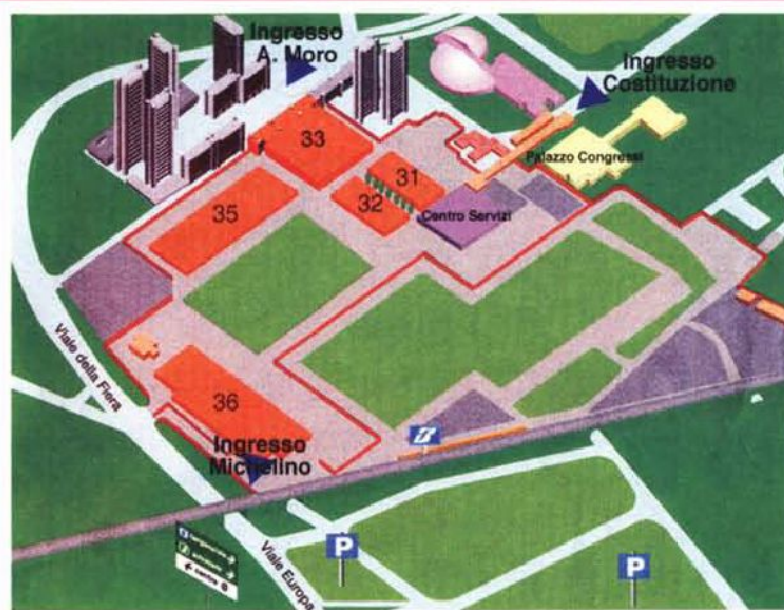 Ingresso
A. Moro
Ingresso
Costituzione
33
Palazzo Congressi
31
32
35
Centro Servizi
Viale della Fiera
36
Ingresso
Michelino
P
Viale Europa
P